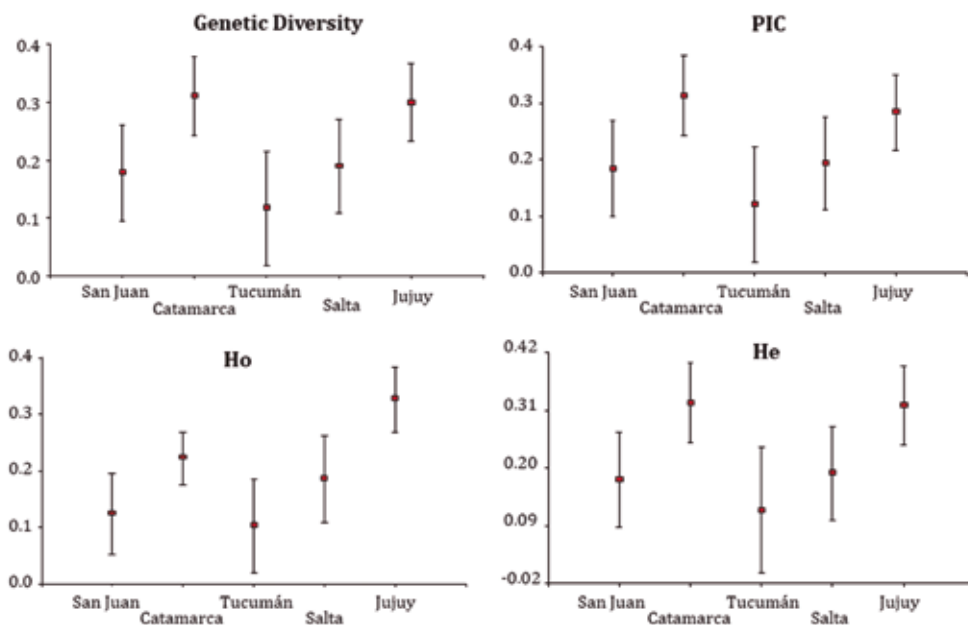 Genetic Diversity
0.4
0.3
0.2
0.1
0.0
San Juan
Catamarca
Tucumán
Salta
Jujuy
PIC
0.4
0.3
0.2
0.1
0.0
San Juan
Catamarca
Tucumán
Salta
Jujuy
Ho
0.4
0.3
0.2
0.1
0.0
San Juan
Catamarca
Tucumán
Salta
Jujuy
He
0.42
0.31
0.20
0.09
-0.02
San Juan
Catamarca
Tucumán
Salta
Jujuy